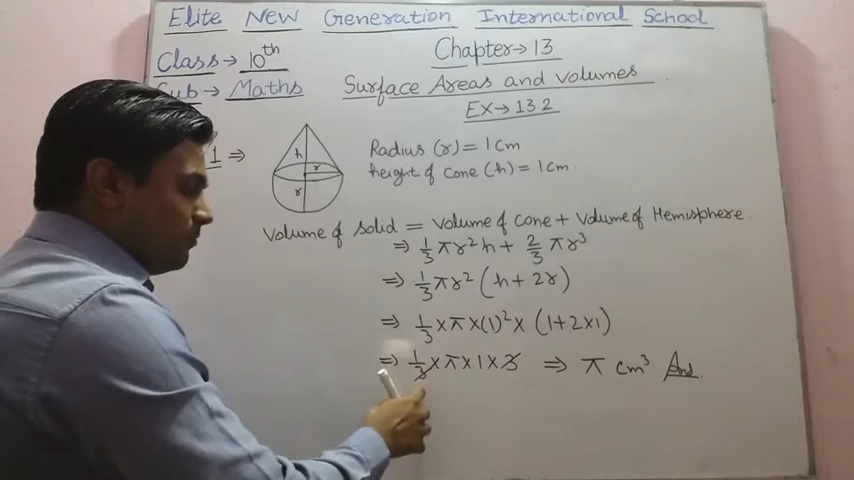 Elite New Generation International School
Class → 10th
Chapter → 13
Sub → Maths
Surface Areas and volumes
EX → 13.2
1 ⇒
h
r
r
Radius (r) = 1 cm
height of cone (h) = 1 cm
volume of solid = volume of cone + volume of Hemisphere
⇒ 1/3 πr²h + 2/3 πr³
⇒ 1/3 πr² (h + 2r)
⇒ 1/3 × π × (1)² × (1 + 2×1)
⇒ 1/3 × π × 1 × 3 ⇒ π cm³ Ans